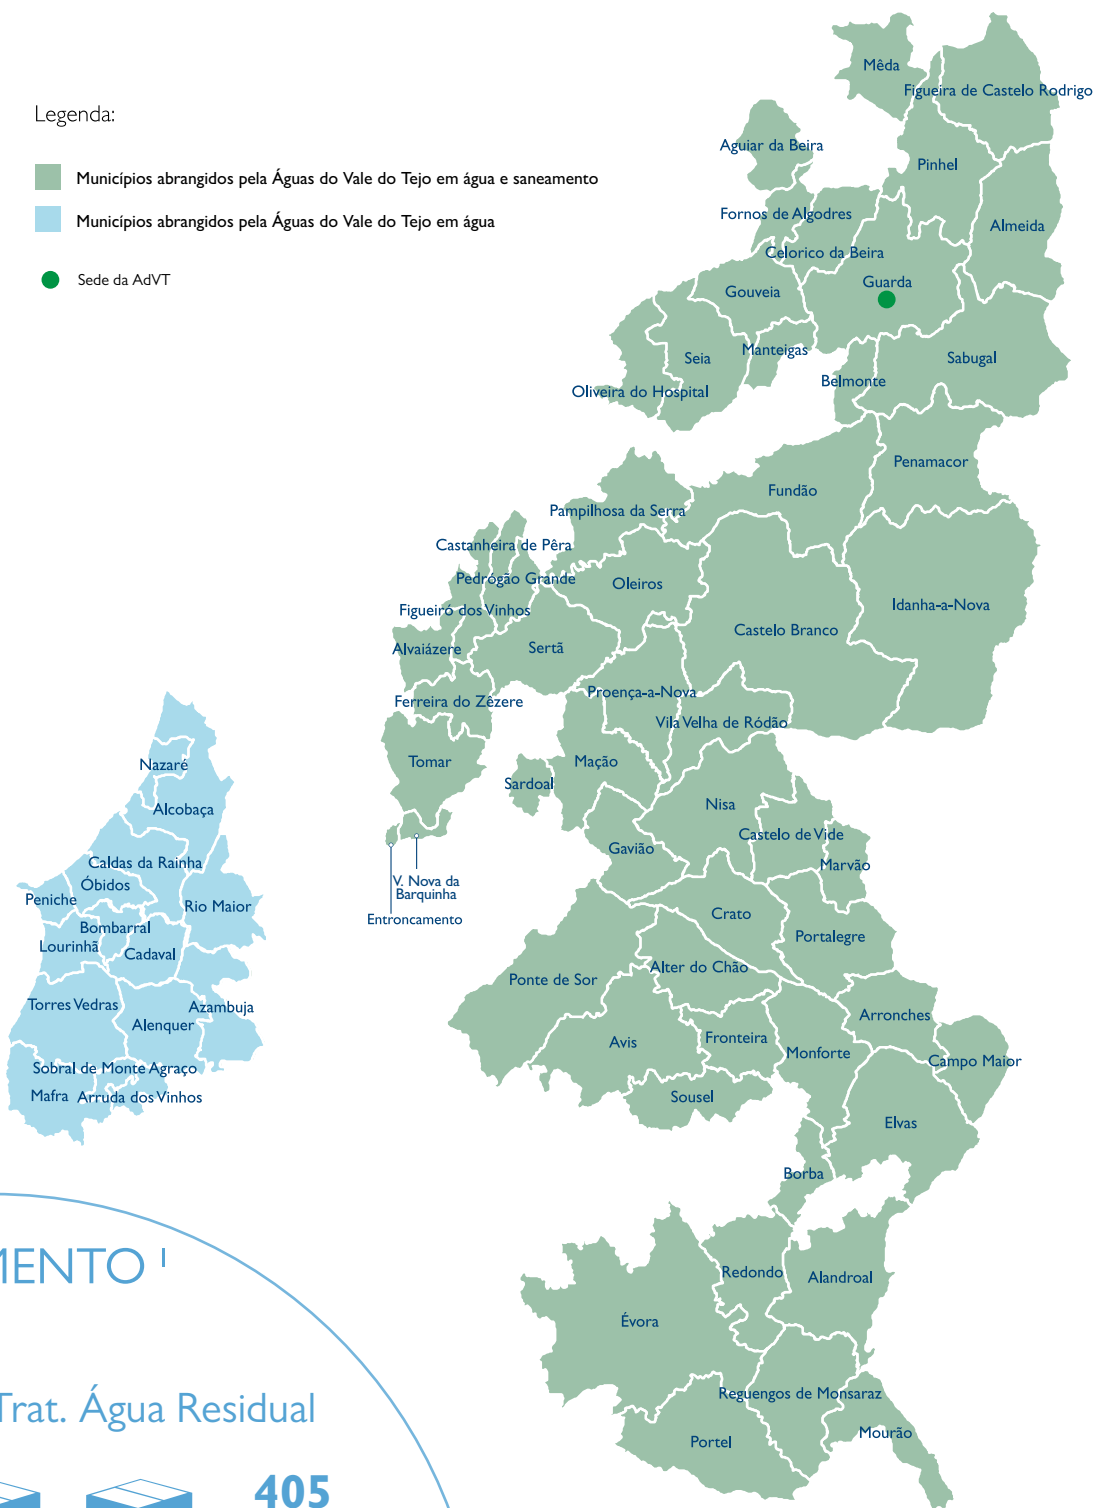 Legenda:
Municípios abrangidos pela Águas do Vale do Tejo em água e saneamento
Municípios abrangidos pela Águas do Vale do Tejo em água
Sede da AdVT
Mêda
Figueira de Castelo Rodrigo
Aguiar da Beira
Pinhel
Fornos de Algodres
Almeida
Celorico da Beira
Guarda
Gouveia
Manteigas
Seia
Sabugal
Belmonte
Oliveira do Hospital
Penamacor
Fundão
Pampilhosa da Serra
Castanheira de Pêra
Pedrógão Grande
Oleiros
Idanha-a-Nova
Figueiró dos Vinhos
Castelo Branco
Alvaiázere
Sertã
Proença-a-Nova
Ferreira do Zêzere
Vila Velha de Ródão
Tomar
Mação
Sardoal
Nisa
Castelo de Vide
Gavião
Marvão
V. Nova da
Barquinha
Entroncamento
Crato
Portalegre
Alter do Chão
Ponte de Sor
Arronches
Fronteira
Avis
Monforte
Campo Maior
Sousel
Elvas
Borba
Redondo
Alandroal
Évora
Reguengos de Monsaraz
Mourão
Portel
Nazaré
Alcobaça
Caldas da Rainha
Óbidos
Peniche
Rio Maior
Bombarral
Lourinhã
Cadaval
Torres Vedras
Azambuja
Alenquer
Sobral de Monte Agraço
Mafra
Arruda dos Vinhos
MENTO 1
Trat. Água Residual
405